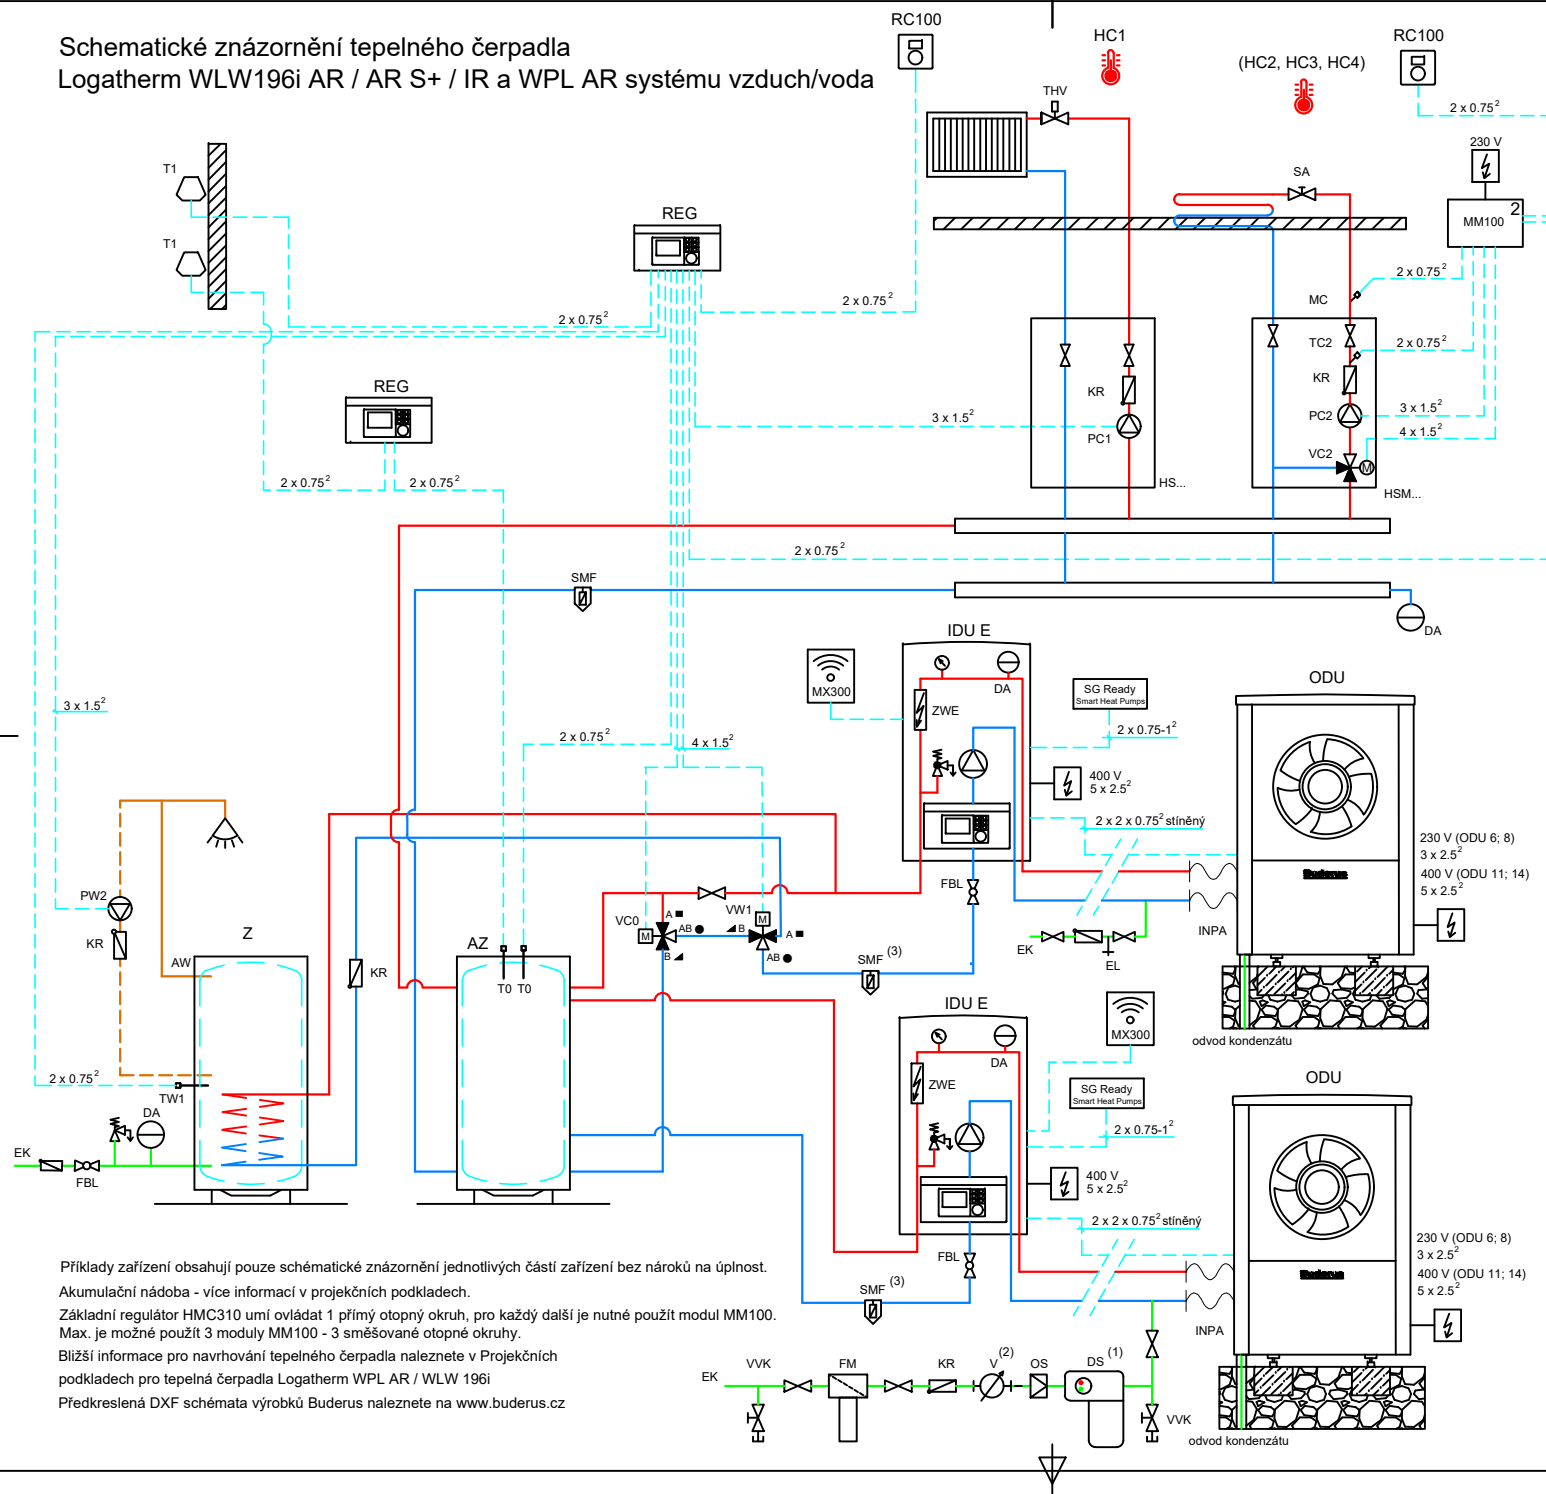 Schematické znázornění tepelného čerpadla
Logatherm WLW196i AR / AR S+ / IR a WPL AR systému vzduch/voda
RC100
HC1
RC100
(HC2, HC3, HC4)
THV
2 x 0.75²
230 V
T1
SA
2
MM100
REG
T1
2 x 0.75²
MC
2 x 0.75²
2 x 0.75²
TC2
2 x 0.75²
REG
KR
KR
3 x 1.5²
PC1
PC2
3 x 1.5²
4 x 1.5²
VC2
M
2 x 0.75²
2 x 0.75²
HS...
HSM...
2 x 0.75²
SMF
DA
IDU E
MX300
DA
ZWE
SG Ready
Smart Heat Pumps
2 x 0.75-1²
ODU
3 x 1.5²
2 x 0.75²
4 x 1.5²
400 V
5 x 2.5²
2 x 2 x 0.75² stíněný
230 V (ODU 6; 8)
3 x 2.5²
400 V (ODU 11; 14)
5 x 2.5²
Buderus
FBL
PW2
KR
Z
AW
KR
AZ
T0 T0
VC0
M
A
AB
B
VW1
M
B
A
AB
SMF (3)
EK
EL
INPA
odvod kondenzátu
IDU E
MX300
DA
ZWE
SG Ready
Smart Heat Pumps
2 x 0.75-1²
ODU
2 x 0.75²
TW1
DA
EK
FBL
400 V
5 x 2.5²
2 x 2 x 0.75² stíněný
230 V (ODU 6; 8)
3 x 2.5²
400 V (ODU 11; 14)
5 x 2.5²
Buderus
FBL
SMF (3)
INPA
odvod kondenzátu
EK
VVK
FM
KR
V (2)
OS
DS (1)
VVK
Příklady zařízení obsahují pouze schématické znázornění jednotlivých částí zařízení bez nároků na úplnost.
Akumulační nádoba - více informací v projekčních podkladech.
Základní regulátor HMC310 umí ovládat 1 přímý otopný okruh, pro každý další je nutné použít modul MM100.
Max. je možné použít 3 moduly MM100 - 3 směšované otopné okruhy.
Bližší informace pro navrhování tepelného čerpadla naleznete v Projekčních
podkladech pro tepelná čerpadla Logatherm WPL AR / WLW 196i
Předkreslená DXF schémata výrobků Buderus naleznete na www.buderus.cz